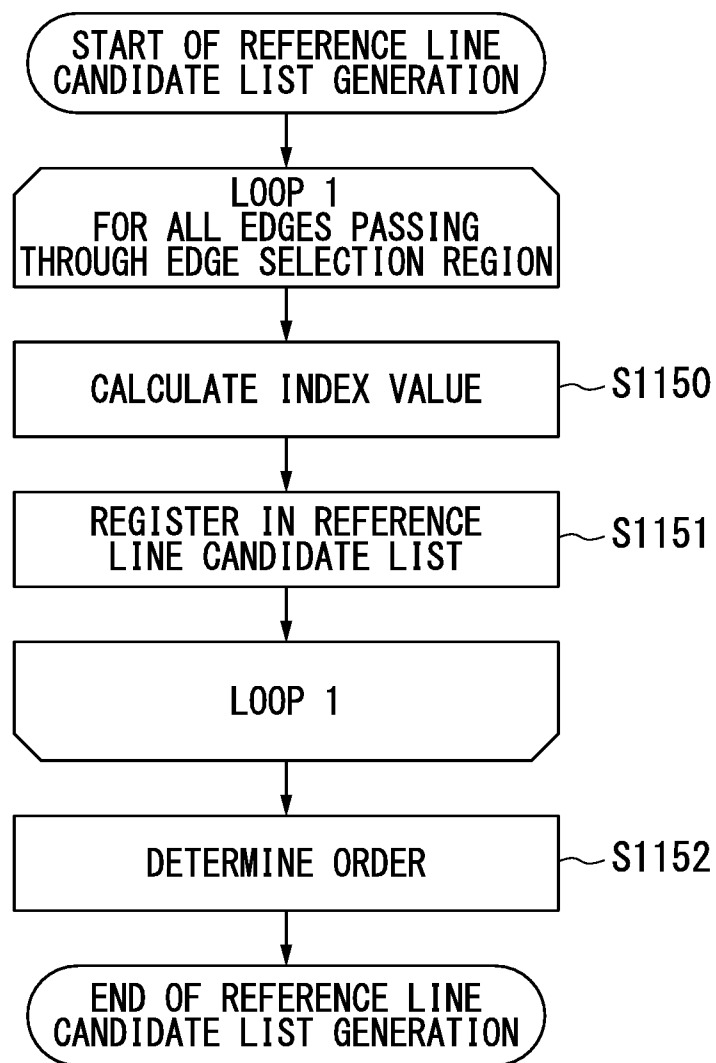 START OF REFERENCE LINE
CANDIDATE LIST GENERATION
LOOP 1
FOR ALL EDGES PASSING
THROUGH EDGE SELECTION REGION
CALCULATE INDEX VALUE
S1150
REGISTER IN REFERENCE
LINE CANDIDATE LIST
S1151
LOOP 1
DETERMINE ORDER
S1152
END OF REFERENCE LINE
CANDIDATE LIST GENERATION